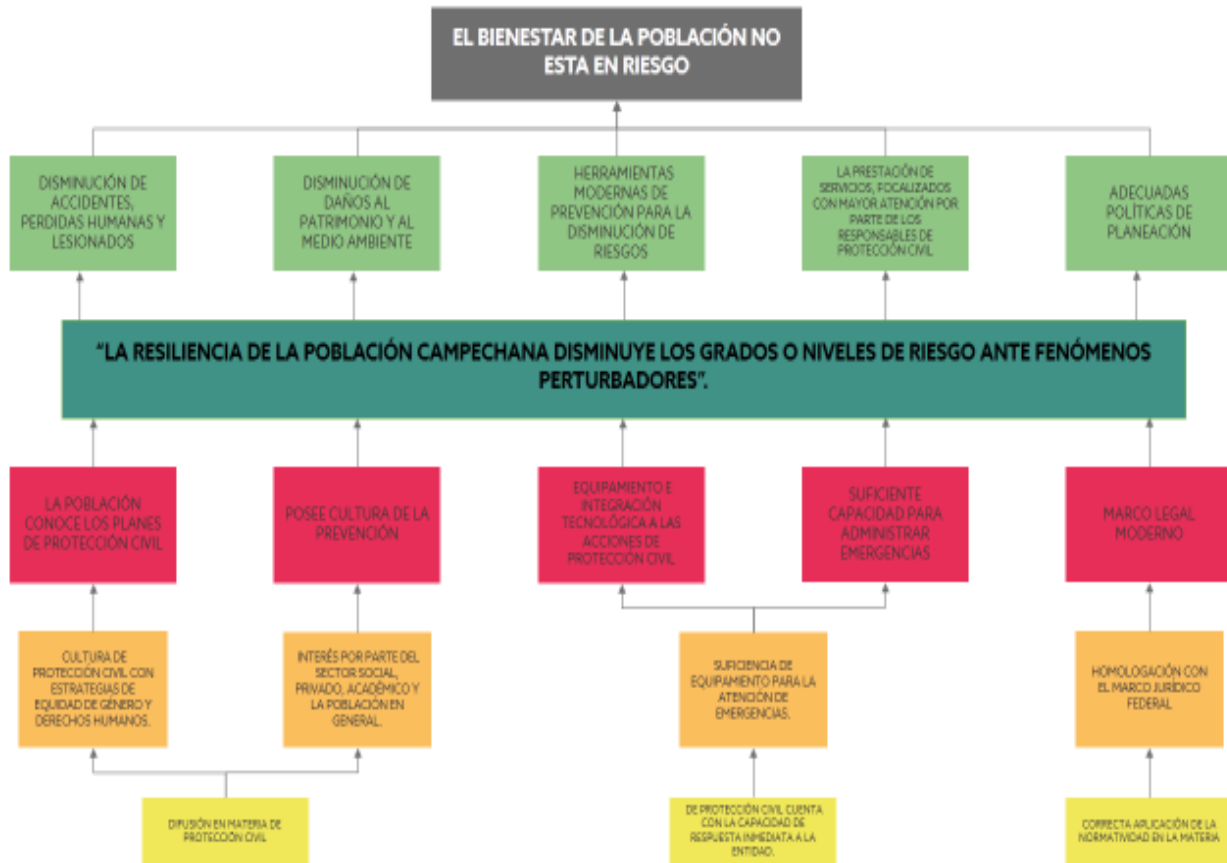 EL BIENESTAR DE LA POBLACIÓN NO
ESTA EN RIESGO
DISMINUCIÓN DE
ACCIDENTES,
PERDIDAS HUMANAS Y
LESIONADOS
DISMINUCIÓN DE
DAÑOS AL
PATRIMONIO Y AL
MEDIO AMBIENTE
HERRAMIENTAS
MODERNAS DE
PREVENCIÓN PARA LA
DISMINUCIÓN DE
RIESGOS
LA PRESTACIÓN DE
SERVICIOS, FOCALIZADOS
CON MAYOR ATENCIÓN POR
PARTE DE LOS
RESPONSABLES DE
PROTECCIÓN CIVIL
ADECUADAS
POLÍTICAS DE
PLANEACIÓN
"LA RESILIENCIA DE LA POBLACIÓN CAMPECHANA DISMINUYE LOS GRADOS O NIVELES DE RIESGO ANTE FENÓMENOS
PERTURBADORES".
LA POBLACIÓN
CONOCE LOS PLANES
DE PROTECCIÓN CIVIL
POSEE CULTURA DE LA
PREVENCIÓN
EQUIPAMIENTO E
INTEGRACIÓN
TECNOLÓGICA A LAS
ACCIONES DE
PROTECCIÓN CIVIL
SUFICIENTE
CAPACIDAD PARA
ADMINISTRAR
EMERGENCIAS
MARCO LEGAL
MODERNO
CULTURA DE
PROTECCIÓN CIVIL CON
ESTRATEGIAS DE
EQUIDAD DE GÉNERO Y
DERECHOS HUMANOS.
INTERÉS POR PARTE DEL
SECTOR SOCIAL,
PRIVADO, ACADÉMICO Y
LA POBLACIÓN EN
GENERAL.
SUFICIENCIA DE
EQUIPAMIENTO PARA LA
ATENCIÓN DE
EMERGENCIAS.
HOMOLOGACIÓN CON
EL MARCO JURÍDICO
FEDERAL
DIFUSIÓN EN MATERIA DE
PROTECCIÓN CIVIL
DE PROTECCIÓN CIVIL CUENTA
CON LA CAPACIDAD DE
RESPUESTA INMEDIATA A LA
ENTIDAD.
CORRECTA APLICACIÓN DE LA
NORMATIVIDAD EN LA MATERIA